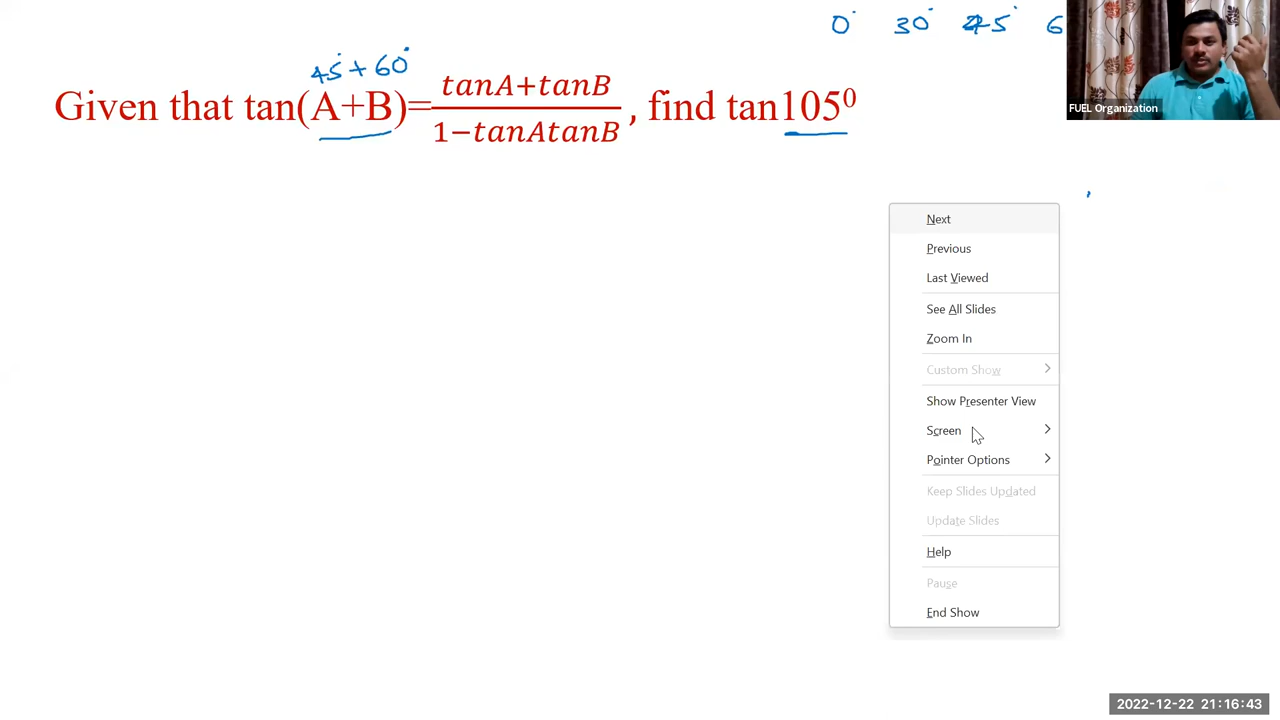 0° 30° 45° 6
45° + 60°
Given that tan(A+B)=\frac{tanA+tanB}{1−tanAtanB}, find tan105⁰
FUEL Organization
Next
Previous
Last Viewed
See All Slides
Zoom In
Custom Show
Show Presenter View
Screen
Pointer Options
Keep Slides Updated
Update Slides
Help
Pause
End Show
2022-12-22 21:16:43